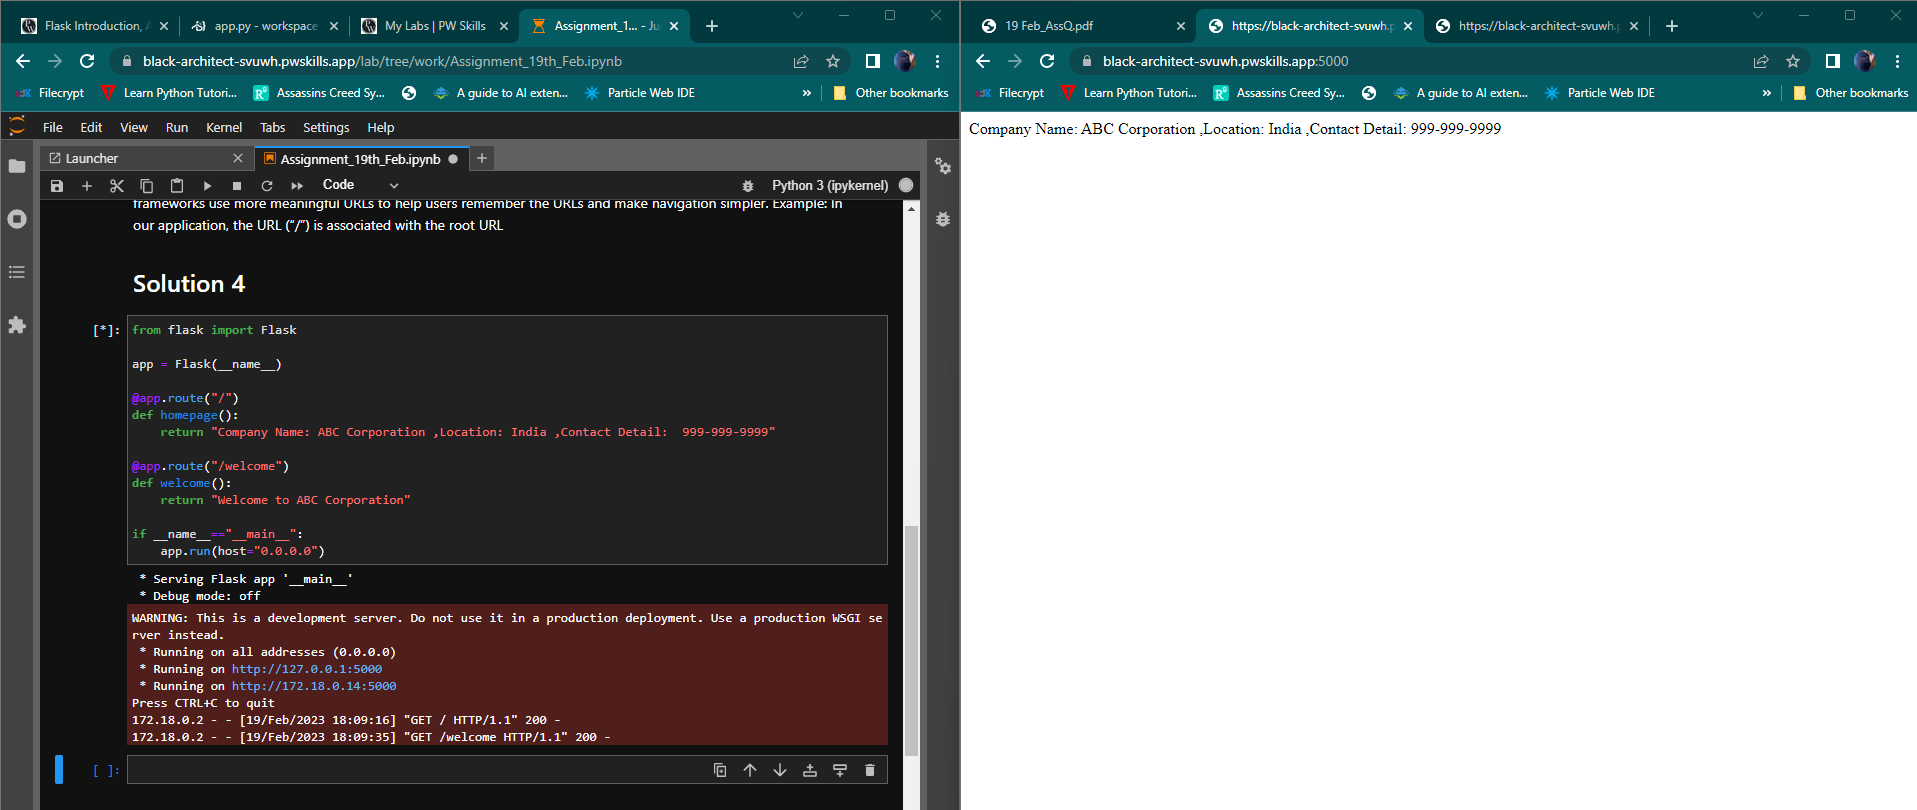 Flask Introduction, A
app.py - workspace
My Labs | PW Skills
Assignment_1... - Ju
black-architect-svuwh.pwskills.app/lab/tree/work/Assignment_19th_Feb.ipynb
Filecrypt
Learn Python Tutori...
Assassins Creed Sy...
A guide to AI exten...
Particle Web IDE
»
Other bookmarks
File Edit View Run Kernel Tabs Settings Help
Launcher
Assignment_19th_Feb.ipynb
Code
Python 3 (ipykernel)
frameworks use more meaningful URLs to help users remember the URLs and make navigation simpler. Example: In
our application, the URL (“/”) is associated with the root URL
Solution 4
[*]:
from flask import Flask
app = Flask(__name__)
@app.route("/")
def homepage():
return "Company Name: ABC Corporation ,Location: India ,Contact Detail:  999-999-9999"
@app.route("/welcome")
def welcome():
return "Welcome to ABC Corporation"
if __name__=="__main__":
app.run(host="0.0.0.0")
* Serving Flask app '__main__'
* Debug mode: off
WARNING: This is a development server. Do not use it in a production deployment. Use a production WSGI se
rver instead.
* Running on all addresses (0.0.0.0)
* Running on http://127.0.0.1:5000
* Running on http://172.18.0.14:5000
Press CTRL+C to quit
172.18.0.2 - - [19/Feb/2023 18:09:16] "GET / HTTP/1.1" 200 -
172.18.0.2 - - [19/Feb/2023 18:09:35] "GET /welcome HTTP/1.1" 200 -
[ ]:
19 Feb_AssQ.pdf
https://black-architect-svuwh.p
https://black-architect-svuwh.p
black-architect-svuwh.pwskills.app:5000
Filecrypt
Learn Python Tutori...
Assassins Creed Sy...
A guide to AI exten...
Particle Web IDE
»
Other bookmarks
Company Name: ABC Corporation ,Location: India ,Contact Detail: 999-999-9999